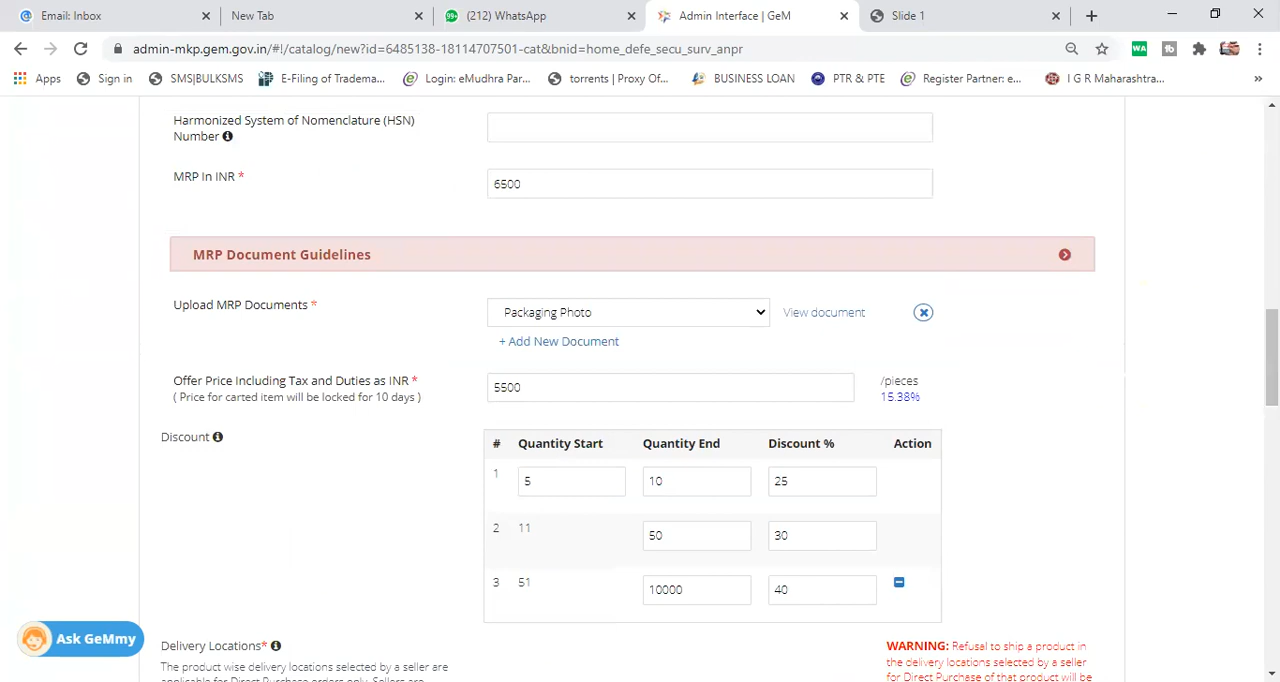 Email: Inbox
New Tab
(212) WhatsApp
Admin Interface | GeM
Slide 1
admin-mkp.gem.gov.in/#!/catalog/new?id=6485138-18114707501-cat&bnid=home_defe_secu_surv_anpr
Apps
Sign in
SMS|BULKSMS
E-Filing of Tradema...
Login: eMudhra Par...
torrents | Proxy Of...
BUSINESS LOAN
PTR & PTE
Register Partner: e...
I G R Maharashtra...
Harmonized System of Nomenclature (HSN)
Number
MRP In INR *
6500
MRP Document Guidelines
Upload MRP Documents *
Packaging Photo
View document
+ Add New Document
Offer Price Including Tax and Duties as INR *
( Price for carted item will be locked for 10 days )
5500
/pieces
15.38%
Discount
# Quantity Start Quantity End Discount % Action
1 5 10 25
2 11 50 30
3 51 10000 40
Ask GeMmy
Delivery Locations*
The product wise delivery locations selected by a seller are
applicable for Direct Purchase orders only. Sellers are
WARNING: Refusal to ship a product in
the delivery locations selected by a seller
for Direct Purchase of that product will be